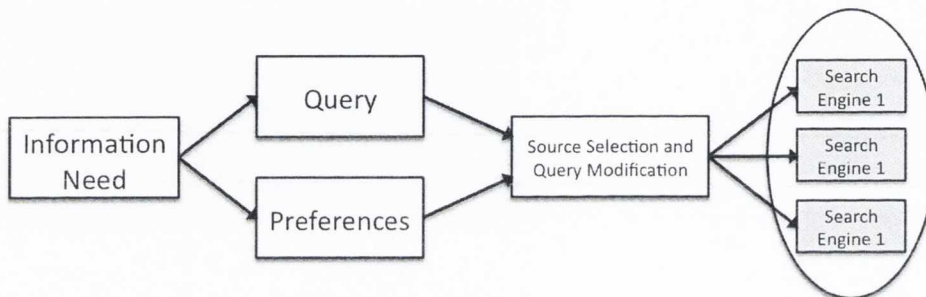 Information
Need
Query
Preferences
Source Selection and
Query Modification
Search
Engine 1
Search
Engine 1
Search
Engine 1